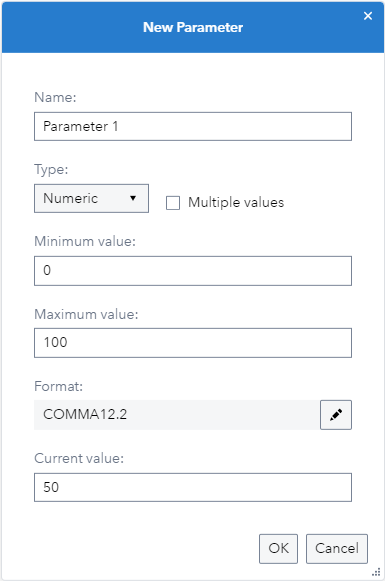 New Parameter
Name:
Parameter 1
Type:
Numeric
Multiple values
Minimum value:
0
Maximum value:
100
Format:
COMMA12.2
Current value:
50
OK Cancel